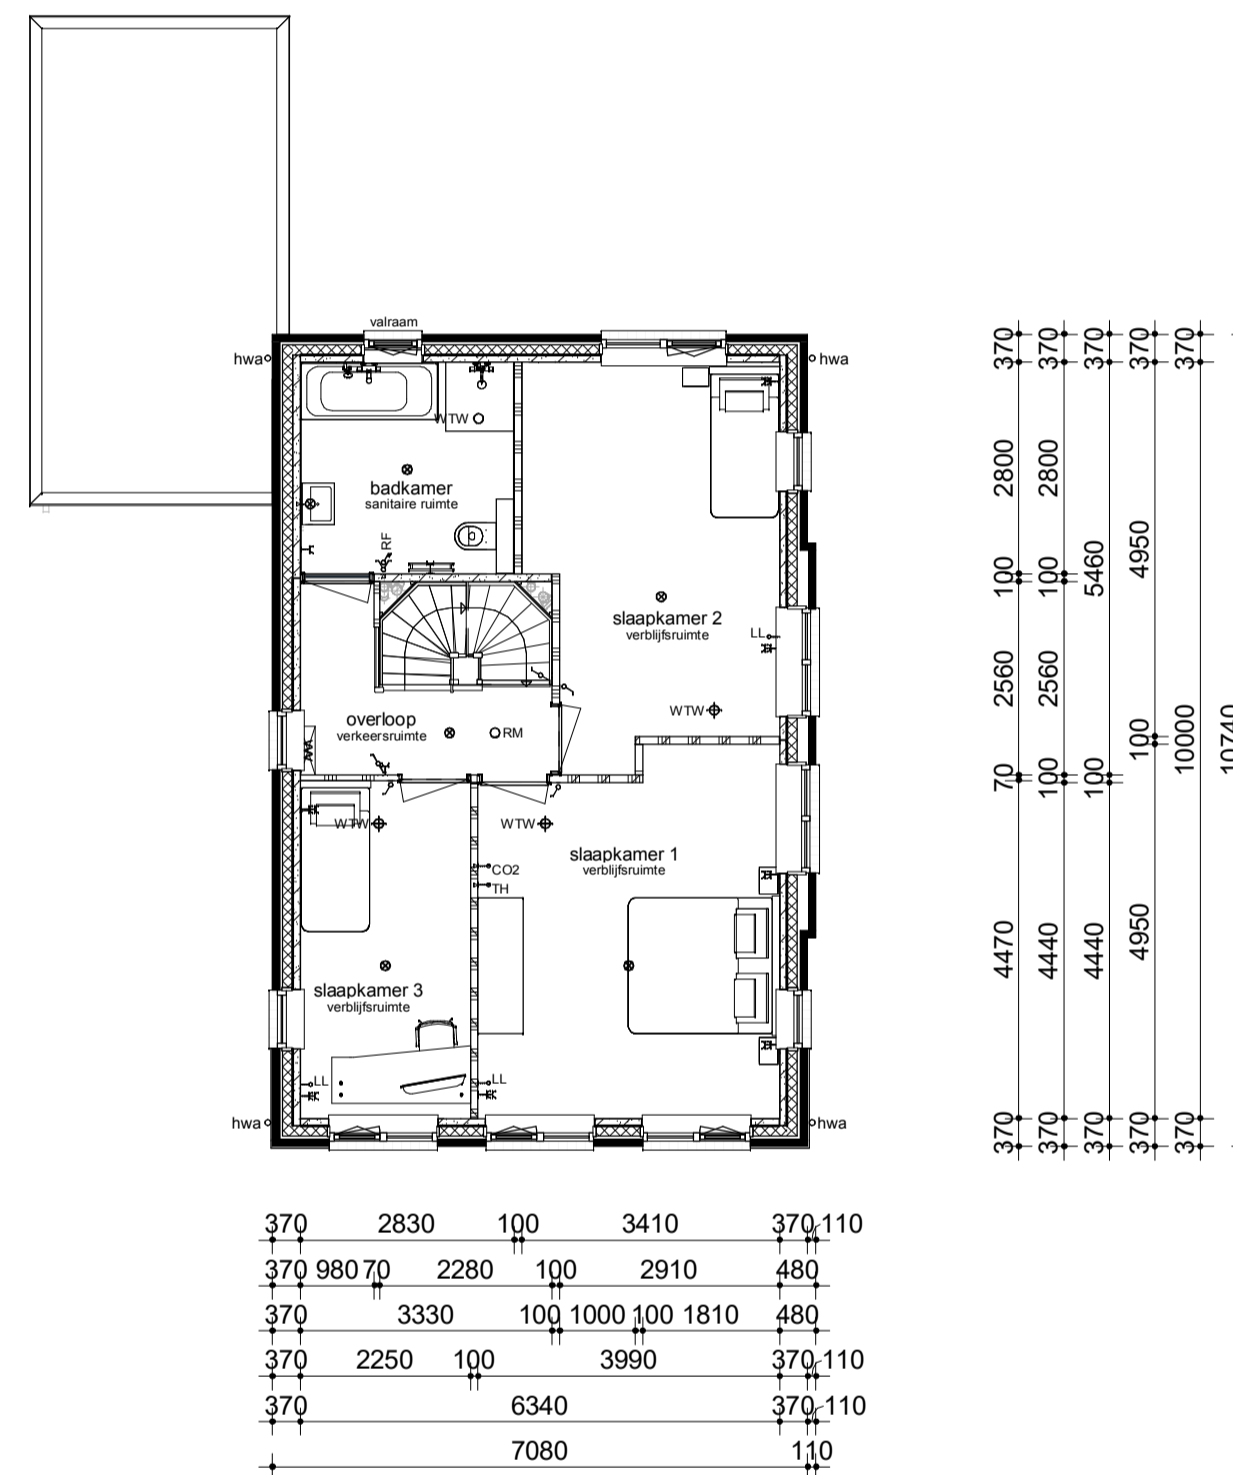 valraam
hwa
hwa
WTW
badkamer
sanitaire ruimte
RF
slaapkamer 2
verblijfsruimte
LL
WTW
overloop
verkeersruimte
RM
WTW
WTW
slaapkamer 1
verblijfsruimte
CO2
TH
slaapkamer 3
verblijfsruimte
LL
LL
hwa
hwa
370 2800 100 2560 70 4470 370
370 2800 100 2560 100 4440 370
370 5460 100 4440 370
370 4950 100 4950 370
370 10000 370
10740
370 2830 100 3410 370 110
370 980 70 2280 100 2910 480
370 3330 100 1000 100 1810 480
370 2250 100 3990 370 110
370 6340 370 110
7080 110